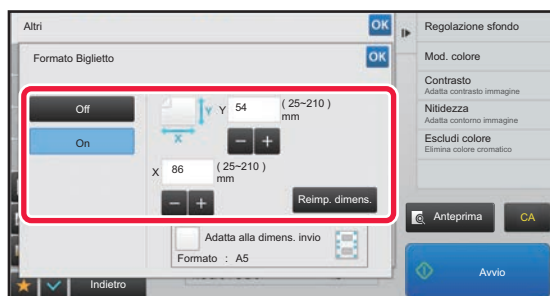 Altri
OK
Formato Biglietto
OK
Off
On
Y
Y 54 ( 25~210 )
mm
X
X 86 ( 25~210 )
mm
Reimp. dimens.
Adatta alla dimens. invio
Formato : A5
Indietro
Regolazione sfondo
Mod. colore
Contrasto
Adatta contrasto immagine
Nitidezza
Adatta contorno immagine
Escludi colore
Elimina colore cromatico
Anteprima
CA
Avvio